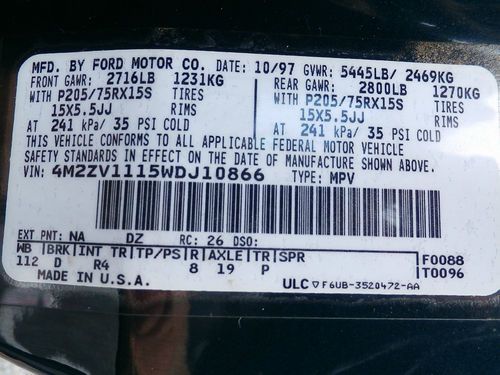 MFD. BY FORD MOTOR CO. DATE: 10/97 GVWR: 5445LB/ 2469KG
FRONT GAWR: 2716LB 1231KG REAR GAWR: 2800LB 1270KG
WITH P205/75RX15S TIRES WITH P205/75RX15S TIRES
15X5.5JJ RIMS 15X5.5JJ RIMS
AT 241 kPa/ 35 PSI COLD AT 241 kPa/ 35 PSI COLD
THIS VEHICLE CONFORMS TO ALL APPLICABLE FEDERAL MOTOR VEHICLE
SAFETY STANDARDS IN EFFECT ON THE DATE OF MANUFACTURE SHOWN ABOVE.
VIN: 4M2ZV1115WDJ10866 TYPE: MPV
EXT PNT: NA DZ RC: 26 DSO:
WB |BRK|INT TR|TP/PS|R|AXLE|TR|SPR F0088
112 D R4 8 19 P T0096
MADE IN U.S.A. ULC ▽F6UB-3520472-AA